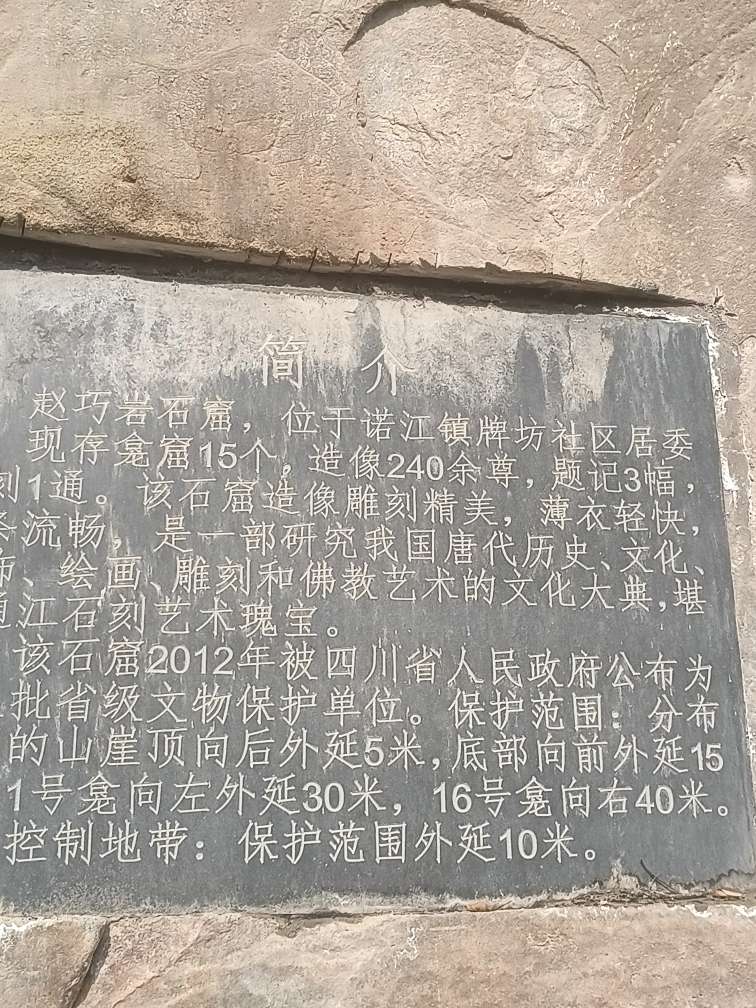 简介
赵巧岩石窟，位于诺江镇牌坊社区居委
现存龛窟15个，造像240余尊，题记3幅，
刻1通。该石窟造像雕刻精美，薄衣轻快，
条流畅，是一部研究我国唐代历史、文化、
饰、绘画、雕刻和佛教艺术的文化大典，堪
通江石刻艺术瑰宝。
该石窟2012年被四川省人民政府公布为
批省级文物保护单位。保护范围：分布
的山崖顶向后外延5米，底部向前外延15
1号龛向左外延30米，16号龛向右40米。
控制地带：保护范围外延10米。